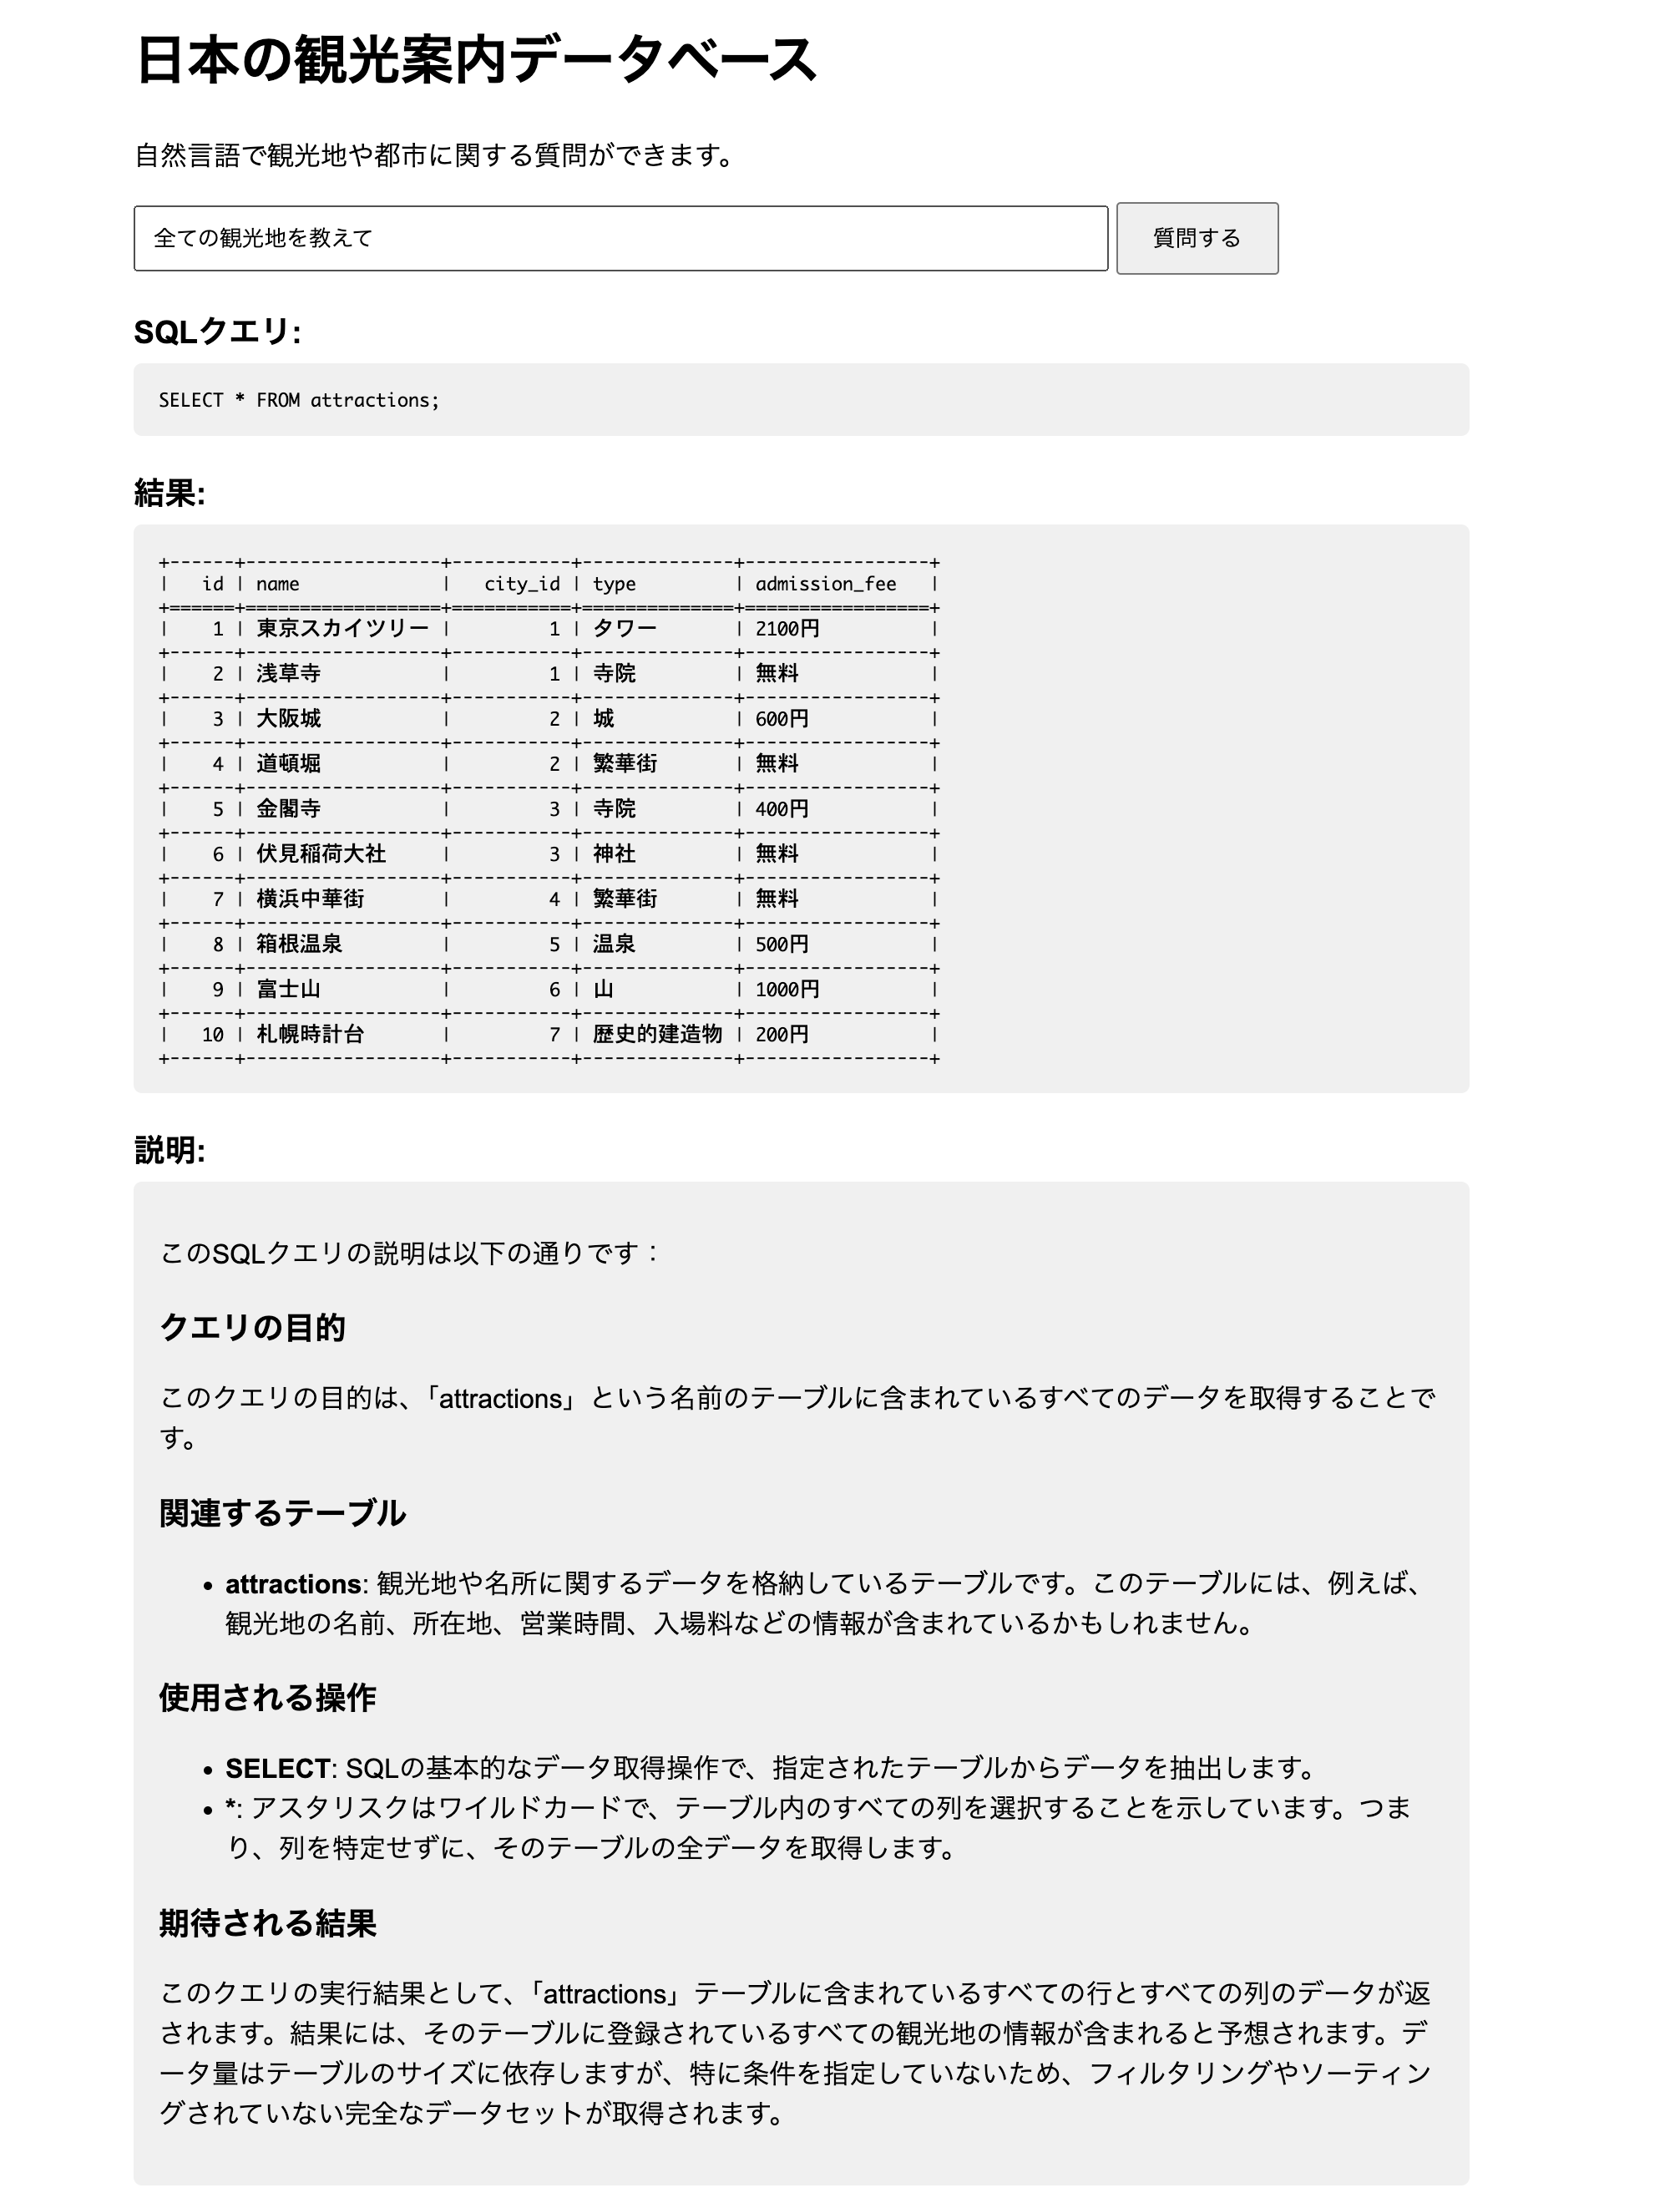 日本の観光案内データベース
自然言語で観光地や都市に関する質問ができます。
全ての観光地を教えて
質問する
SQLクエリ:
SELECT * FROM attractions;
結果:
+------+------------------+-----------+--------------+-----------------+
|   id | name             |   city_id | type         | admission_fee   |
+======+==================+===========+==============+=================+
|    1 | 東京スカイツリー |         1 | タワー       | 2100円          |
+------+------------------+-----------+--------------+-----------------+
|    2 | 浅草寺           |         1 | 寺院         | 無料            |
+------+------------------+-----------+--------------+-----------------+
|    3 | 大阪城           |         2 | 城           | 600円           |
+------+------------------+-----------+--------------+-----------------+
|    4 | 道頓堀           |         2 | 繁華街       | 無料            |
+------+------------------+-----------+--------------+-----------------+
|    5 | 金閣寺           |         3 | 寺院         | 400円           |
+------+------------------+-----------+--------------+-----------------+
|    6 | 伏見稲荷大社     |         3 | 神社         | 無料            |
+------+------------------+-----------+--------------+-----------------+
|    7 | 横浜中華街       |         4 | 繁華街       | 無料            |
+------+------------------+-----------+--------------+-----------------+
|    8 | 箱根温泉         |         5 | 温泉         | 500円           |
+------+------------------+-----------+--------------+-----------------+
|    9 | 富士山           |         6 | 山           | 1000円          |
+------+------------------+-----------+--------------+-----------------+
|   10 | 札幌時計台       |         7 | 歴史的建造物 | 200円           |
+------+------------------+-----------+--------------+-----------------+
説明:
このSQLクエリの説明は以下の通りです：
クエリの目的
このクエリの目的は、「attractions」という名前のテーブルに含まれているすべてのデータを取得することで
す。
関連するテーブル
• attractions: 観光地や名所に関するデータを格納しているテーブルです。このテーブルには、例えば、
観光地の名前、所在地、営業時間、入場料などの情報が含まれているかもしれません。
使用される操作
• SELECT: SQLの基本的なデータ取得操作で、指定されたテーブルからデータを抽出します。
• *: アスタリスクはワイルドカードで、テーブル内のすべての列を選択することを示しています。つま
り、列を特定せずに、そのテーブルの全データを取得します。
期待される結果
このクエリの実行結果として、「attractions」テーブルに含まれているすべての行とすべての列のデータが返
されます。結果には、そのテーブルに登録されているすべての観光地の情報が含まれると予想されます。デ
ータ量はテーブルのサイズに依存しますが、特に条件を指定していないため、フィルタリングやソーティン
グされていない完全なデータセットが取得されます。